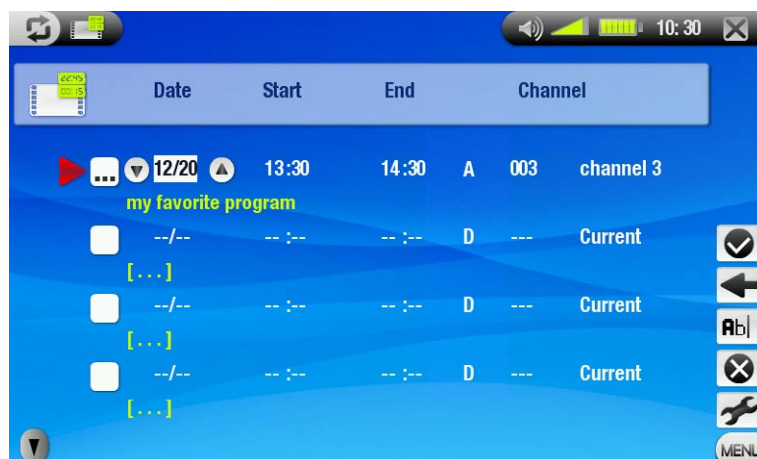 10:30
Date Start End Channel
... 12/20 13:30 14:30 A 003 channel 3
my favorite program
--/-- -- :-- -- :-- D --- Current
[...]
--/-- -- :-- -- :-- D --- Current
[...]
Ab|
--/-- -- :-- -- :-- D --- Current
[...]
MENU